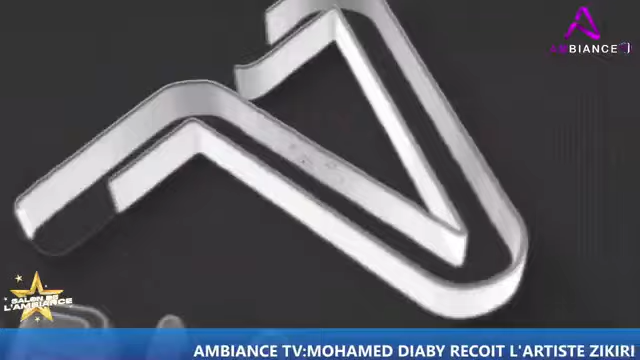 AMBIANCE
SALON DE
L'AMBIANCE
AMBIANCE TV:MOHAMED DIABY RECOIT L'ARTISTE ZIKIRI